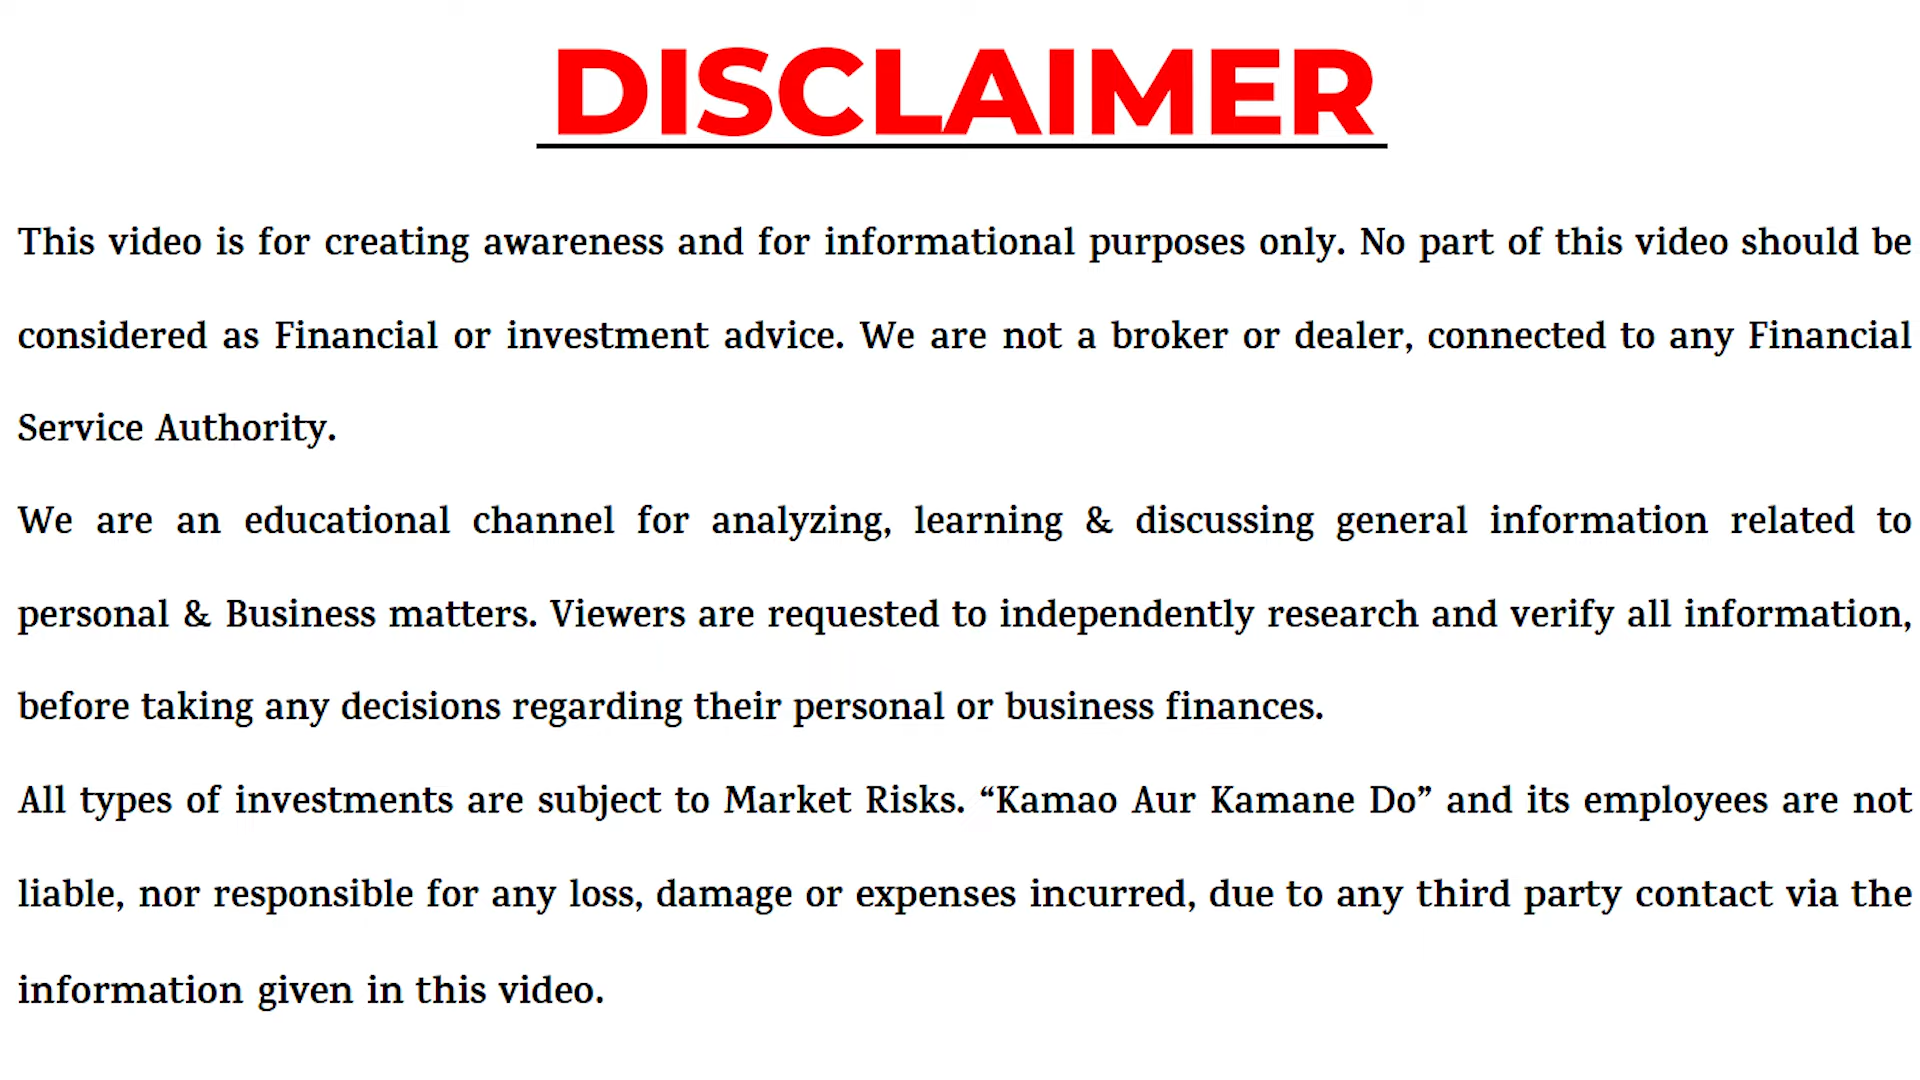 DISCLAIMER
This video is for creating awareness and for informational purposes only. No part of this video should be
considered as Financial or investment advice. We are not a broker or dealer, connected to any Financial
Service Authority.
We are an educational channel for analyzing, learning & discussing general information related to
personal & Business matters. Viewers are requested to independently research and verify all information,
before taking any decisions regarding their personal or business finances.
All types of investments are subject to Market Risks. “Kamao Aur Kamane Do” and its employees are not
liable, nor responsible for any loss, damage or expenses incurred, due to any third party contact via the
information given in this video.